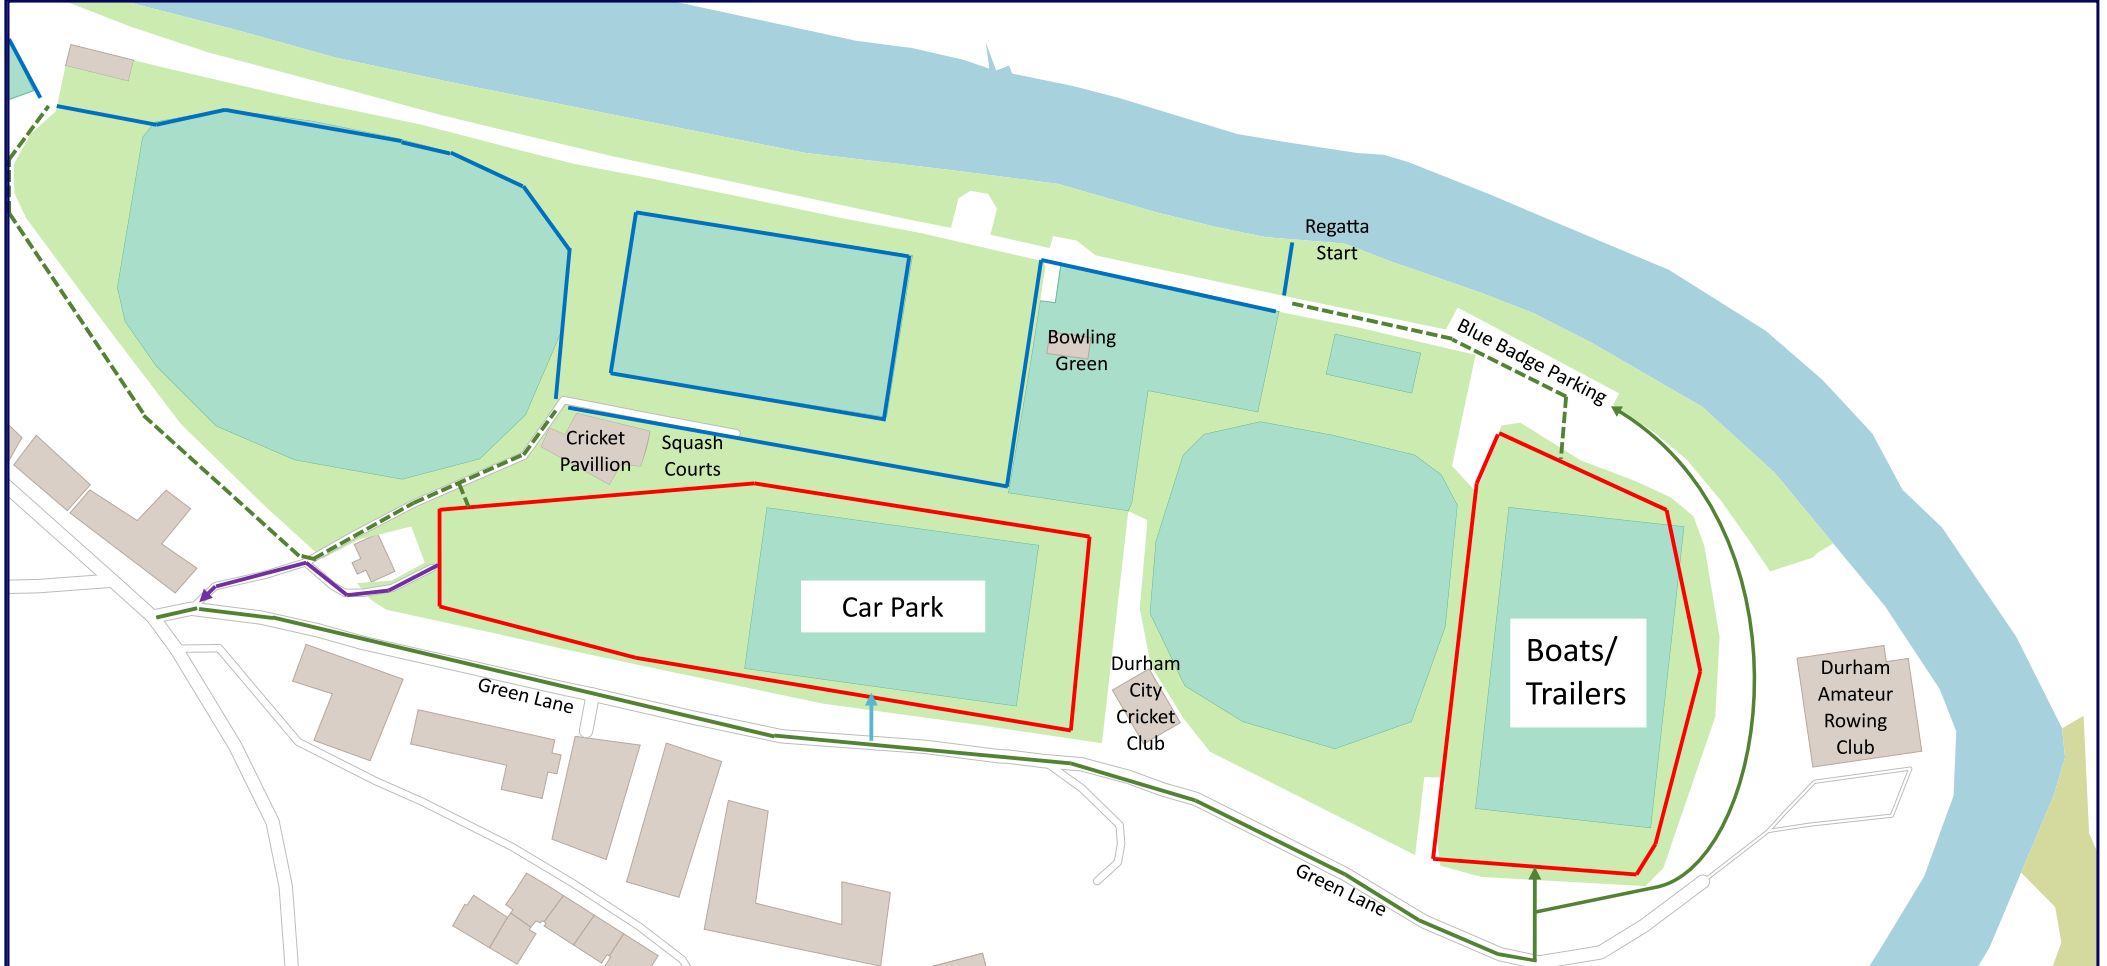 Regatta
Start
Blue Badge Parking
Bowling
Green
Cricket
Pavillion
Squash
Courts
Car Park
Boats/
Trailers
Durham
City
Cricket
Club
Durham
Amateur
Rowing
Club
Green Lane
Green Lane